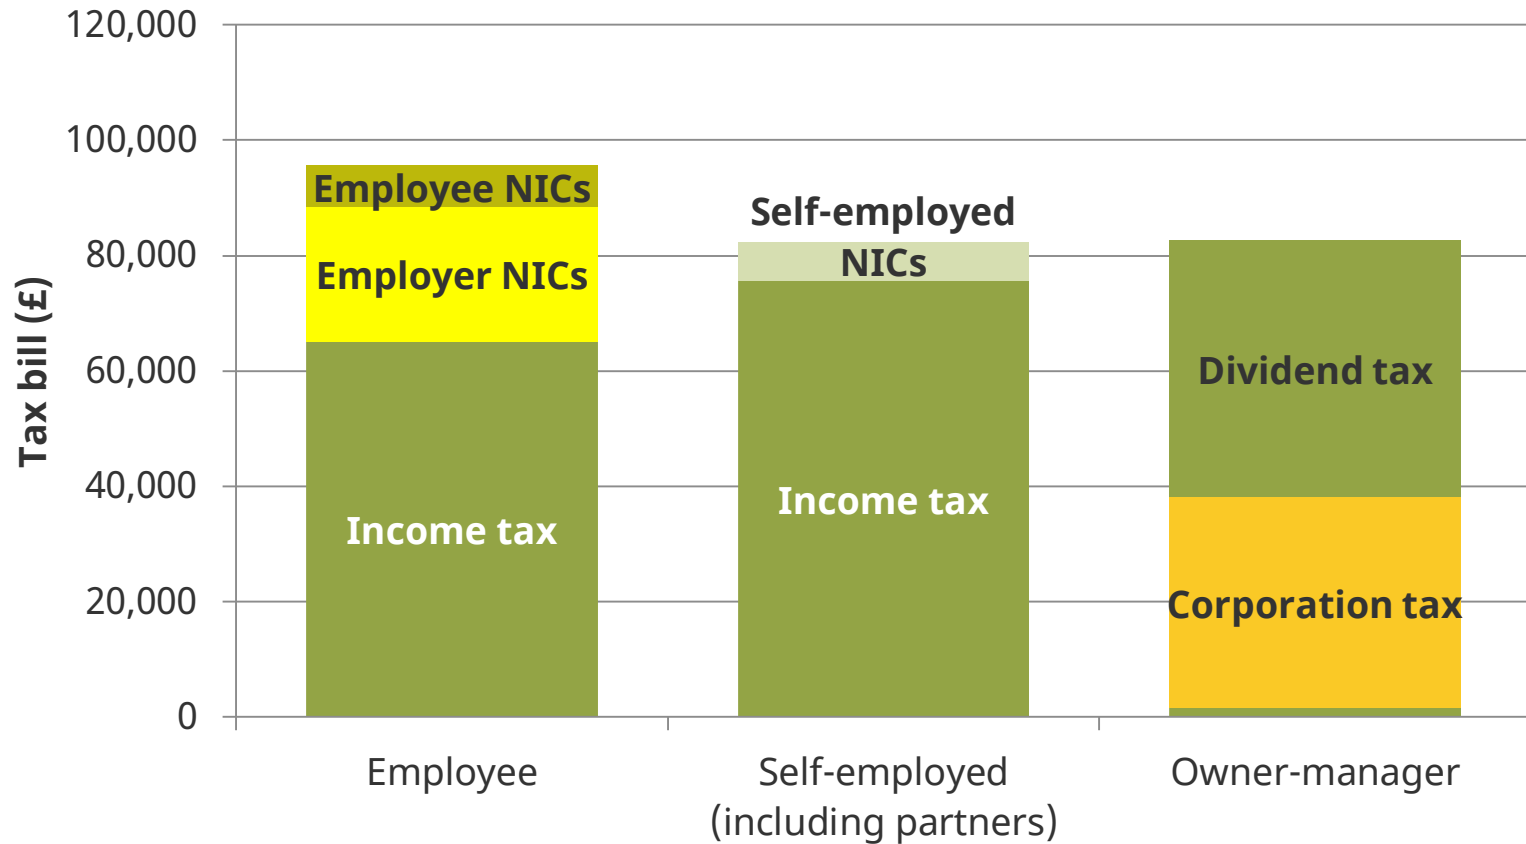 120,000
100,000
80,000
60,000
40,000
20,000
0
Tax bill (£)
Employee NICs
Employer NICs
Income tax
Self-employed
NICs
Income tax
Dividend tax
Corporation tax
Employee
Self-employed
(including partners)
Owner-manager